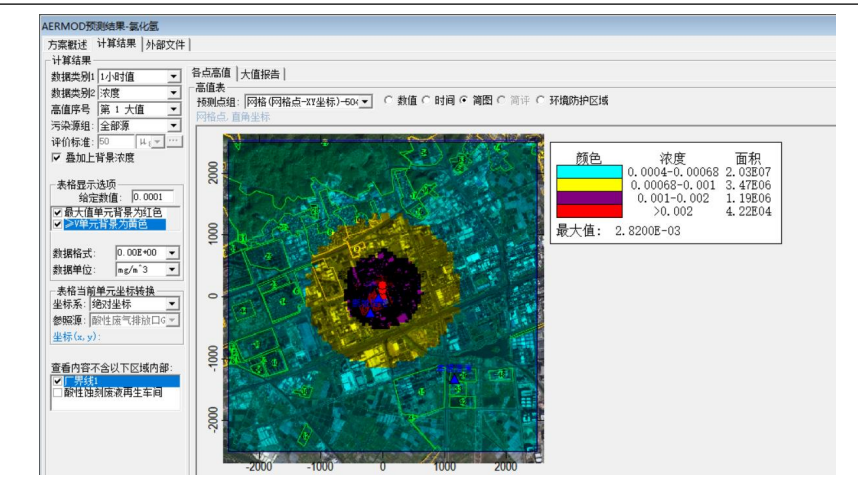 AERMOD预测结果-氯化氢
方案概述 计算结果 外部文件
计算结果
数据类别1 1小时值
数据类别2 浓度
高值序号 第 1 大值
污染源组: 全部源
评价标准: 50 μ ...
叠加上背景浓度
表格显示选项
给定数值: 0.0001
最大值单元背景为红色
>V单元背景为黄色
数据格式: 0.00E+00
数据单位: mg/m^3
表格当前单元坐标转换
坐标系: 绝对坐标
参照源: 酸性废气排放口G
坐标(x,y):
查看内容不含以下区域内部:
厂界线1
酸性蚀刻废液再生车间
各点高值 大值报告
高值表
预测点组: 网格(网格点-XY坐标)-50 数值 时间 简图 简评 环境防护区域
网格点,直角坐标
2000
1000
0
-1000
-2000
-2000 -1000 0 1000 2000
颜色 浓度 面积
0.0004-0.00068 2.03E07
0.00068-0.001 3.47E06
0.001-0.002 1.19E06
>0.002 4.22E04
最大值: 2.8200E-03